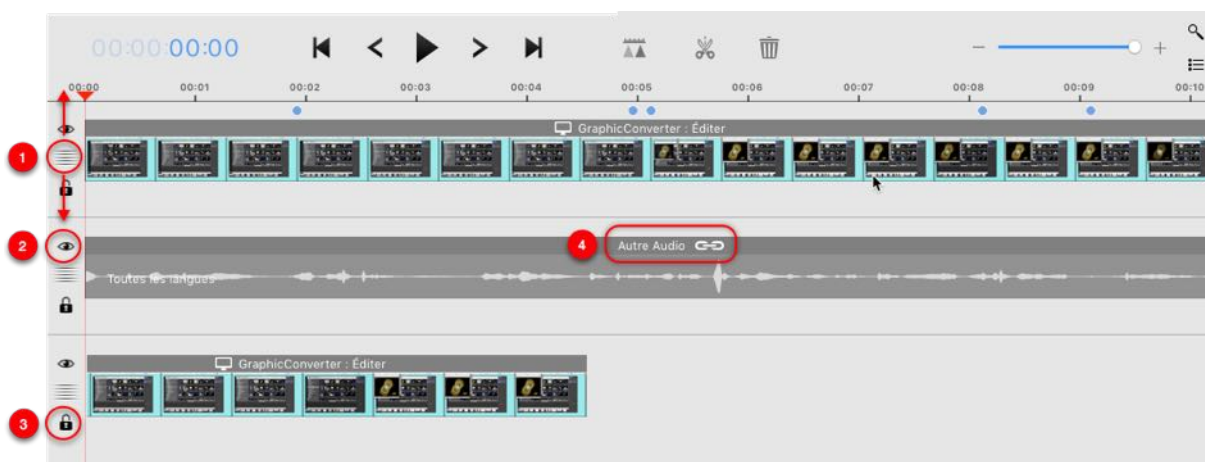 00:00:00:00
00:00 00:01 00:02 00:03 00:04 00:05 00:06 00:07 00:08 00:09 00:10
GraphicConverter : Éditer
1
2
4
Autre Audio
Toutes les langues
GraphicConverter : Éditer
3